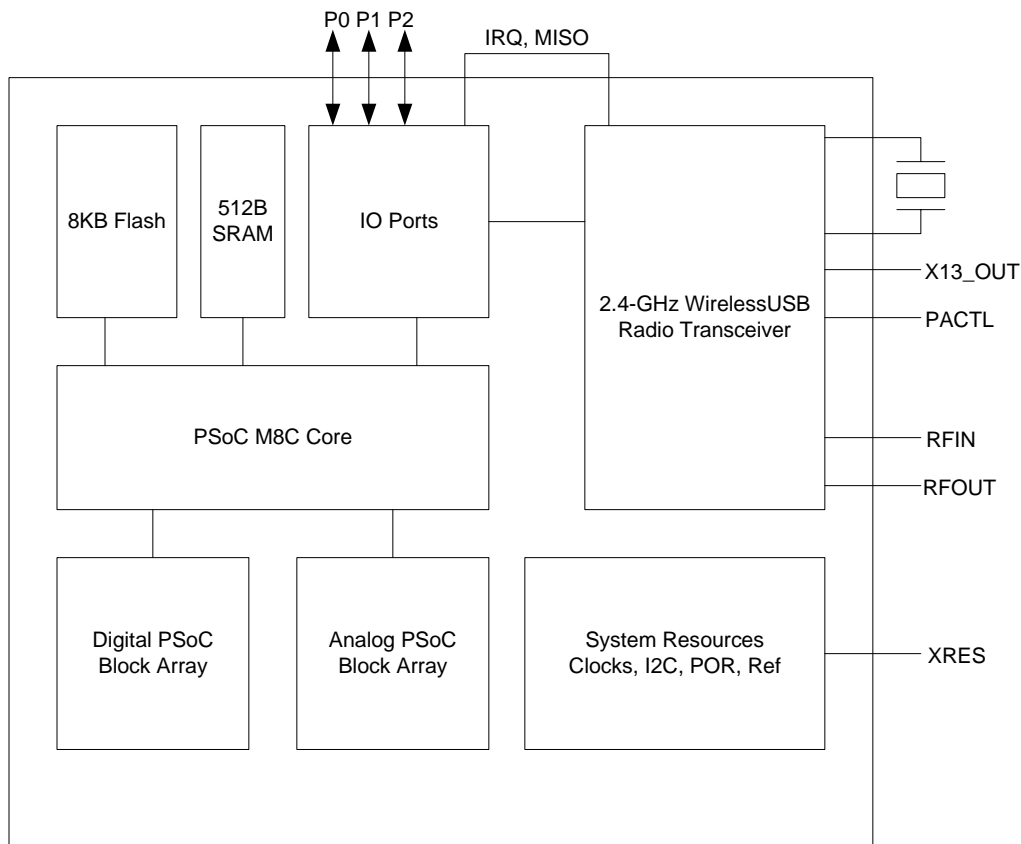 P0 P1 P2
IRQ, MISO
8KB Flash
512B
SRAM
IO Ports
2.4-GHz WirelessUSB
Radio Transceiver
X13_OUT
PACTL
RFIN
RFOUT
PSoC M8C Core
Digital PSoC
Block Array
Analog PSoC
Block Array
System Resources
Clocks, I2C, POR, Ref
XRES